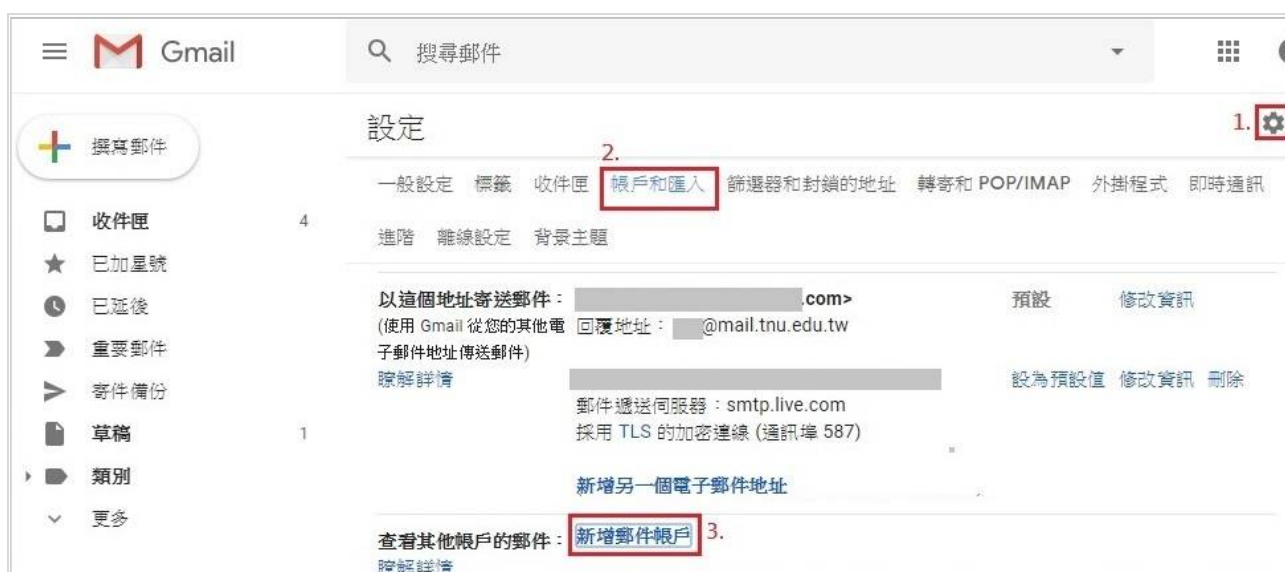 Gmail
搜尋郵件
撰寫郵件
設定
1.
2.
一般設定 標籤 收件匣 帳戶和匯入 篩選器和封鎖的地址 轉寄和 POP/IMAP 外掛程式 即時通訊
進階 離線設定 背景主題
收件匣 4
已加星號
已延後
重要郵件
寄件備份
草稿 1
類別
更多
以這個地址寄送郵件： .com> 預設 修改資訊
(使用 Gmail 從您的其他電 回覆地址： @mail.tnu.edu.tw
子郵件地址傳送郵件)
瞭解詳情 設為預設值 修改資訊 刪除
郵件遞送伺服器：smtp.live.com
採用 TLS 的加密連線 (通訊埠 587)
新增另一個電子郵件地址
查看其他帳戶的郵件： 新增郵件帳戶 3.
瞭解詳情